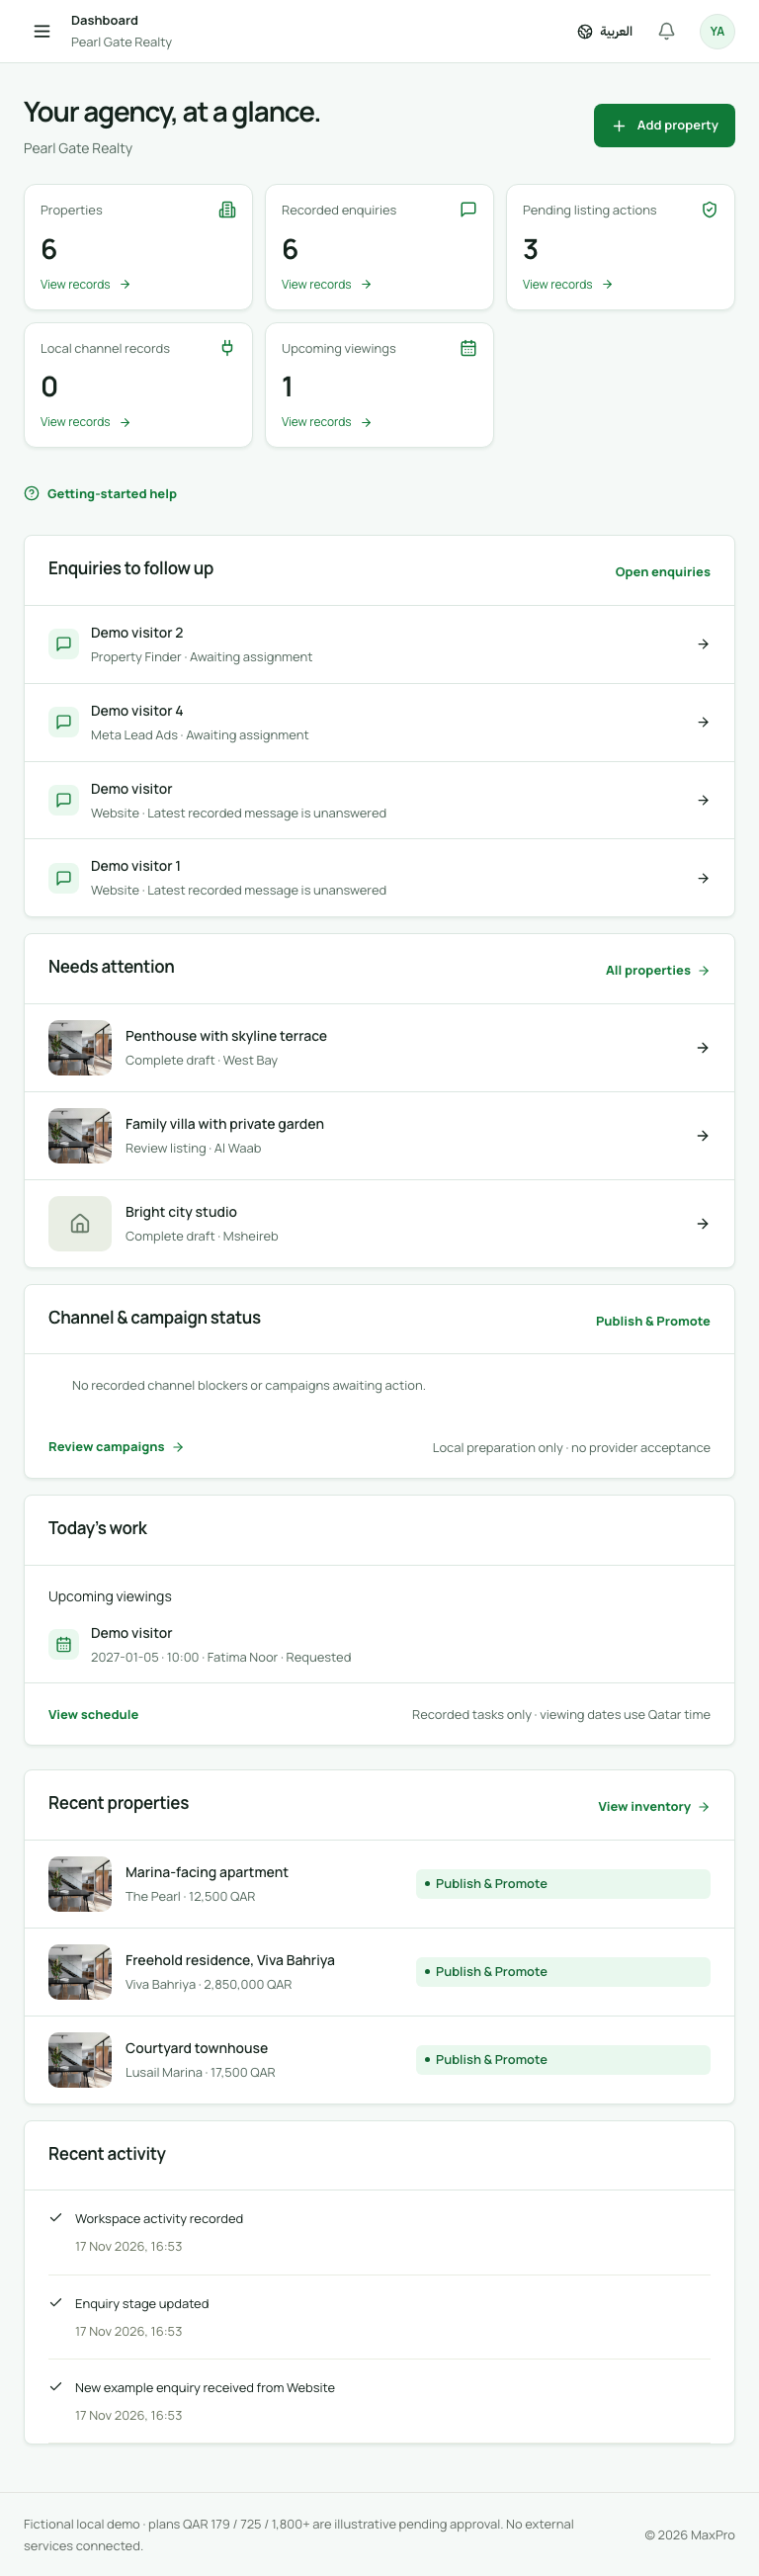 Dashboard
Pearl Gate Realty
العربية
YA
Your agency, at a glance.
Pearl Gate Realty
Add property
Properties
6
View records
Recorded enquiries
6
View records
Pending listing actions
3
View records
Local channel records
0
View records
Upcoming viewings
1
View records
Getting-started help
Enquiries to follow up
Open enquiries
Demo visitor 2
Property Finder · Awaiting assignment
Demo visitor 4
Meta Lead Ads · Awaiting assignment
Demo visitor
Website · Latest recorded message is unanswered
Demo visitor 1
Website · Latest recorded message is unanswered
Needs attention
All properties
Penthouse with skyline terrace
Complete draft · West Bay
Family villa with private garden
Review listing · Al Waab
Bright city studio
Complete draft · Msheireb
Channel & campaign status
Publish & Promote
No recorded channel blockers or campaigns awaiting action.
Review campaigns
Local preparation only · no provider acceptance
Today's work
Upcoming viewings
Demo visitor
2027-01-05 · 10:00 · Fatima Noor · Requested
View schedule
Recorded tasks only · viewing dates use Qatar time
Recent properties
View inventory
Marina-facing apartment
The Pearl · 12,500 QAR
Publish & Promote
Freehold residence, Viva Bahriya
Viva Bahriya · 2,850,000 QAR
Publish & Promote
Courtyard townhouse
Lusail Marina · 17,500 QAR
Publish & Promote
Recent activity
Workspace activity recorded
17 Nov 2026, 16:53
Enquiry stage updated
17 Nov 2026, 16:53
New example enquiry received from Website
17 Nov 2026, 16:53
Fictional local demo · plans QAR 179 / 725 / 1,800+ are illustrative pending approval. No external
services connected.
© 2026 MaxPro